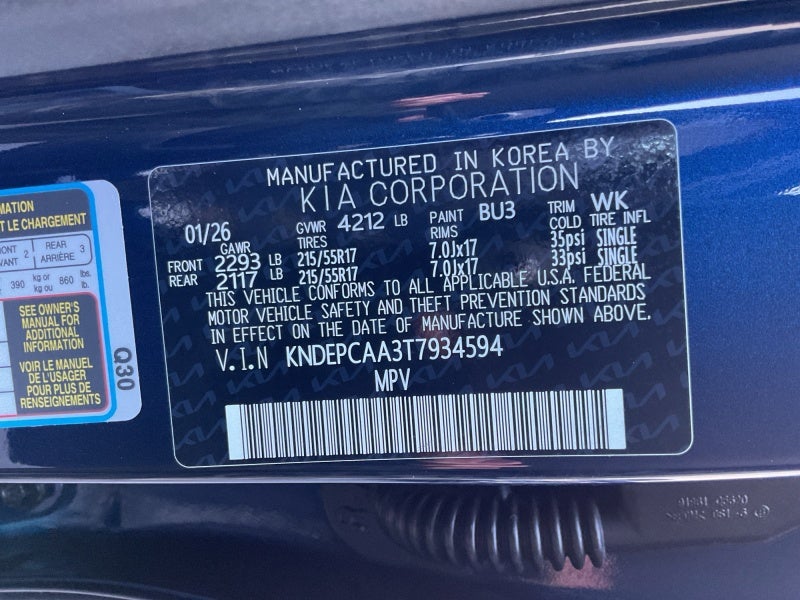 MANUFACTURED IN KOREA BY
KIA CORPORATION
01/26 GVWR 4212 LB PAINT BU3 TRIM WK
GAWR TIRES RIMS COLD TIRE INFL
FRONT 2293 LB 215/55R17 7.0Jx17 35psi SINGLE
REAR 2117 LB 215/55R17 7.0Jx17 33psi SINGLE
THIS VEHICLE CONFORMS TO ALL APPLICABLE U.S.A. FEDERAL
MOTOR VEHICLE SAFETY AND THEFT PREVENTION STANDARDS
IN EFFECT ON THE DATE OF MANUFACTURE SHOWN ABOVE.
V.I.N KNDEPCAA3T7934594
MPV
MATION
T LE CHARGEMENT
ONT 2 REAR 3
VANT ARRIÈRE
390 kg or 860 lbs.
kg ou lb.
SEE OWNER'S
MANUAL FOR
ADDITIONAL
INFORMATION
VOIR LE MANUEL
DE L'USAGER
POUR PLUS DE
RENSEIGNEMENTS
Q30